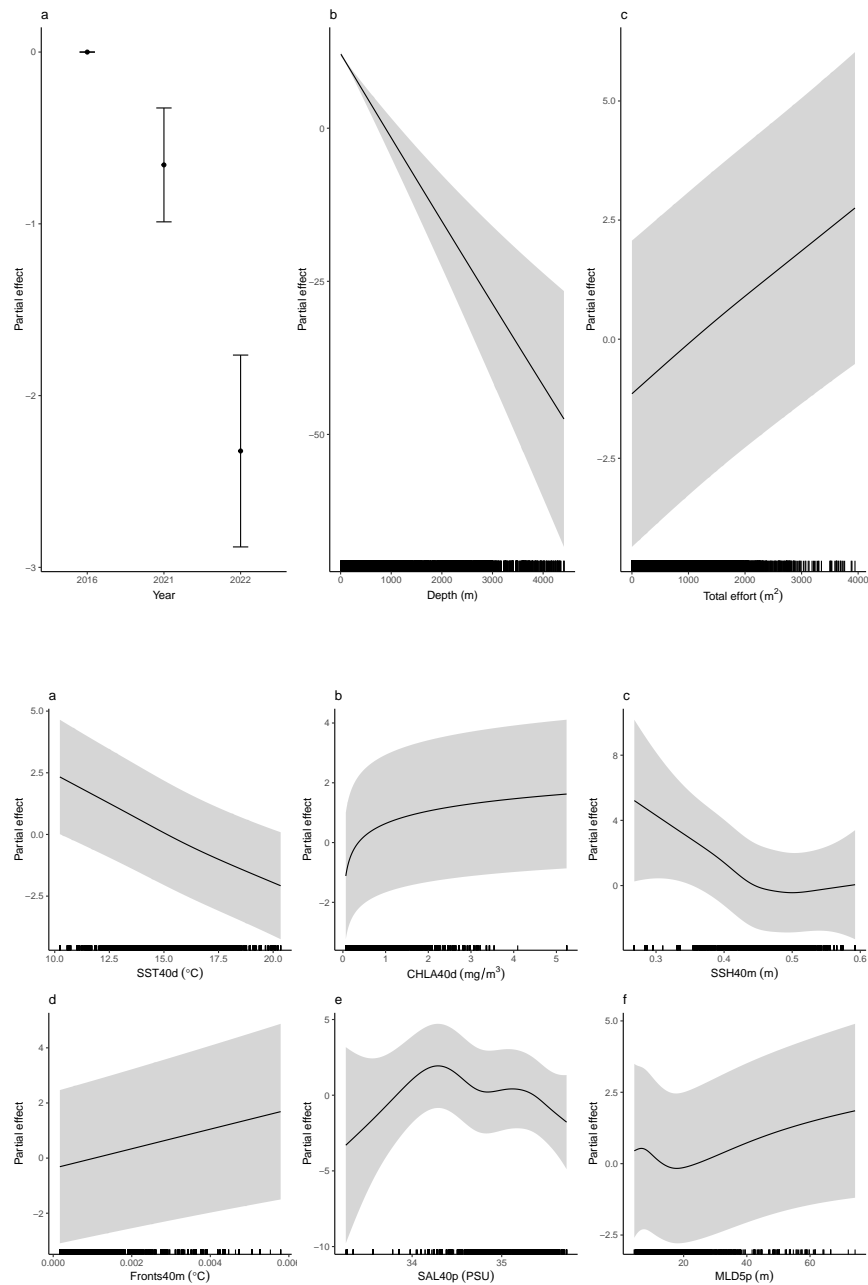 a
b
c
0
−1
−2
−3
Partial effect
2016
2021
2022
Year
0
−25
−50
Partial effect
0
1000
2000
3000
4000
Depth (m)
5.0
2.5
0.0
−2.5
Partial effect
0
1000
2000
3000
4000
Total effort (m²)
a
b
c
5.0
2.5
0.0
−2.5
Partial effect
10.0
12.5
15.0
17.5
20.0
SST40d (°C)
4
2
0
−2
Partial effect
0
1
2
3
4
5
CHLA40d (mg/m³)
8
4
0
Partial effect
0.3
0.4
0.5
0.6
SSH40m (m)
d
e
f
4
2
0
−2
Partial effect
0.000
0.002
0.004
Fronts40m (°C)
5
0
−5
−10
Partial effect
34
35
SAL40p (PSU)
5.0
2.5
0.0
−2.5
Partial effect
20
40
60
MLD5p (m)